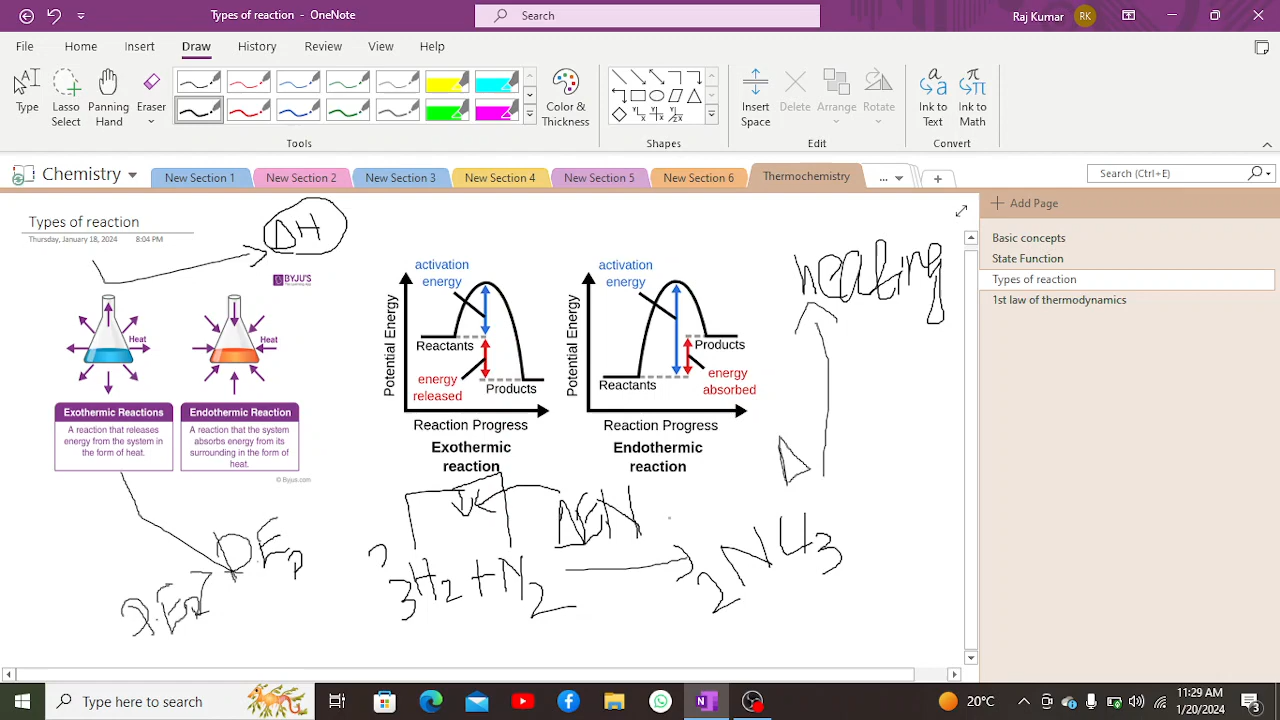 Types of reaction - OneNote
Search
Raj Kumar
RK
File
Home
Insert
Draw
History
Review
View
Help
Type
Lasso Select
Panning Hand
Eraser
Color & Thickness
Insert Space
Delete
Arrange
Rotate
Ink to Text
Ink to Math
Tools
Shapes
Edit
Convert
Chemistry
New Section 1
New Section 2
New Section 3
New Section 4
New Section 5
New Section 6
Thermochemistry
...
Search (Ctrl+E)
Types of reaction
Thursday, January 18, 2024
8:04 PM
ΔH
BYJU'S
Heat
Heat
Exothermic Reactions
A reaction that releases
energy from the system in
the form of heat.
Endothermic Reaction
A reaction that the system
absorbs energy from its
surrounding in the form of
heat.
© Byjus.com
activation
energy
Potential Energy
Reactants
energy
released
Products
Reaction Progress
Exothermic
reaction
activation
energy
Potential Energy
Products
Reactants
energy
absorbed
Reaction Progress
Endothermic
reaction
heating
Δ
3H2 + N2 → 2NH3
Add Page
Basic concepts
State Function
Types of reaction
1st law of thermodynamics
Type here to search
20°C
11:29 AM
1/20/2024
3